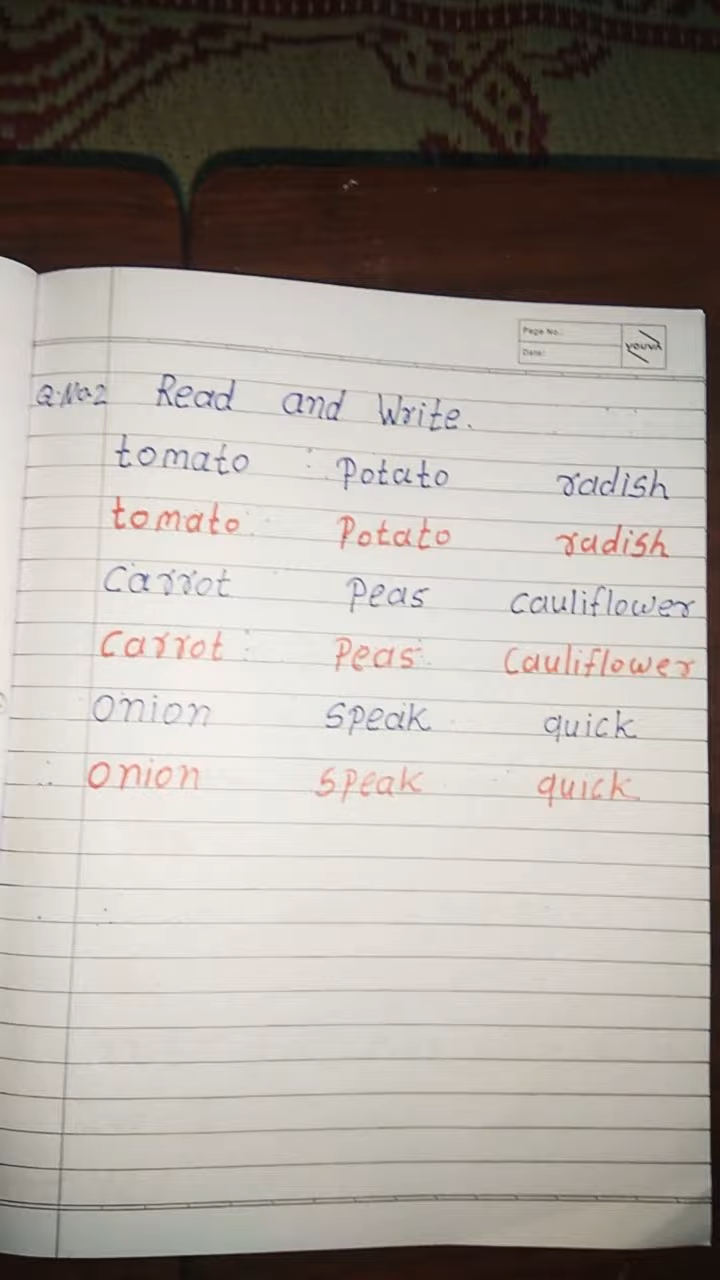 Page No.:
Date:
youva
Q.No.2 Read and Write.
tomato Potato radish
tomato Potato radish
Carrot Peas cauliflower
Carrot Peas Cauliflower
onion speak quick
onion speak quick